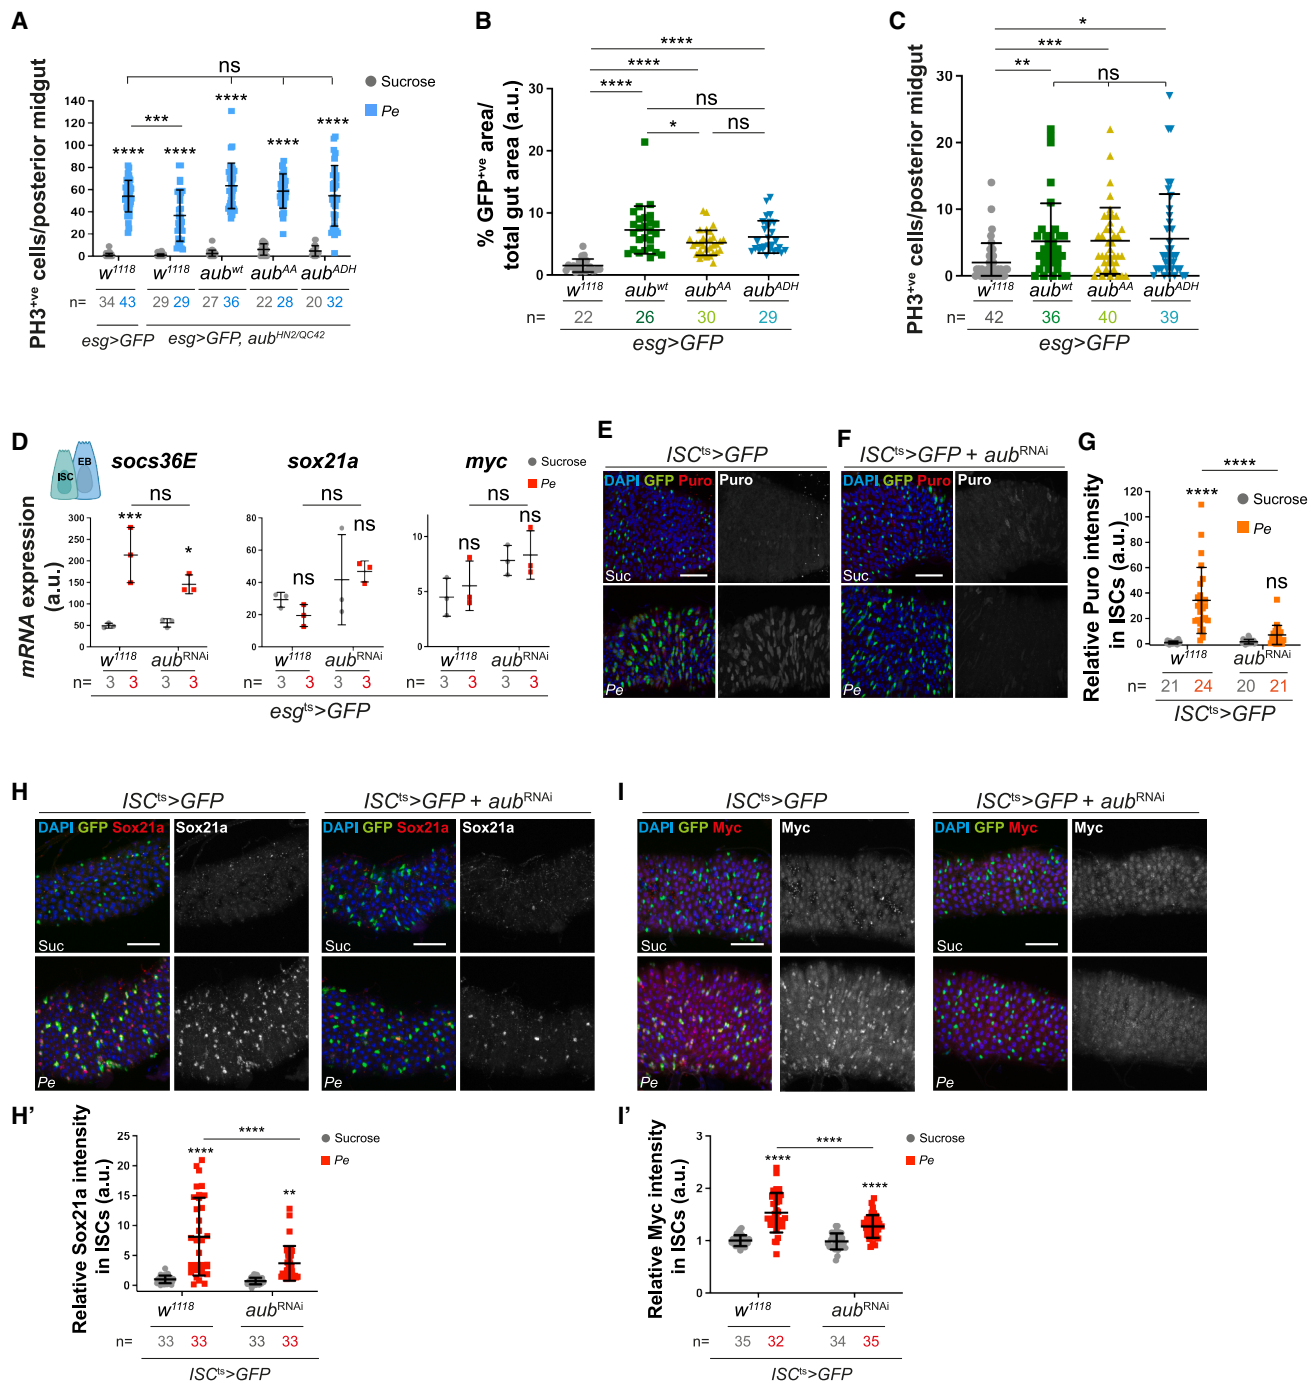 A
PH3+ve cells/posterior midgut
140
120
100
80
60
40
20
0
ns
***
**** **** **** **** ****
Sucrose
Pe
w1118 w1118 aubwt aubAA aubADH
n= 34 43 29 29 27 36 22 28 20 32
esg>GFP esg>GFP, aubHN2/QC42
B
% GFP+ve area/
total gut area (a.u.)
30
20
10
0
****
****
****
ns
* ns
w1118 aubwt aubAA aubADH
n= 22 26 30 29
esg>GFP
C
PH3+ve cells/posterior midgut
30
20
10
0
*
***
** ns
w1118 aubwt aubAA aubADH
n= 42 36 40 39
esg>GFP
D
ISC EB
mRNA expression
(a.u.)
socs36E
ns
***
*
300
250
200
150
100
50
0
w1118 aubRNAi
n= 3 3 3 3
sox21a
ns
ns
ns
80
60
40
20
0
w1118 aubRNAi
3 3 3 3
myc
Sucrose
Pe
ns
ns
ns
10
5
0
w1118 aubRNAi
3 3 3 3
esgts>GFP
E
ISCts>GFP
DAPI GFP Puro Puro
Suc
Pe
F
ISCts>GFP + aubRNAi
DAPI GFP Puro Puro
Suc
Pe
G
Relative Puro intensity
in ISCs (a.u.)
120
100
80
60
40
20
0
****
****
ns
Sucrose
Pe
w1118 aubRNAi
n= 21 24 20 21
ISCts>GFP
H
ISCts>GFP ISCts>GFP + aubRNAi
DAPI GFP Sox21a Sox21a DAPI GFP Sox21a Sox21a
Suc Suc
Pe Pe
I
ISCts>GFP ISCts>GFP + aubRNAi
DAPI GFP Myc Myc DAPI GFP Myc Myc
Suc Suc
Pe Pe
H'
Relative Sox21a intensity
in ISCs (a.u.)
25
20
15
10
5
0
****
****
**
Sucrose
Pe
w1118 aubRNAi
n= 33 33 33 33
ISCts>GFP
I'
Relative Myc intensity
in ISCs (a.u.)
3
2
1
0
****
****
****
Sucrose
Pe
w1118 aubRNAi
n= 35 32 34 35
ISCts>GFP